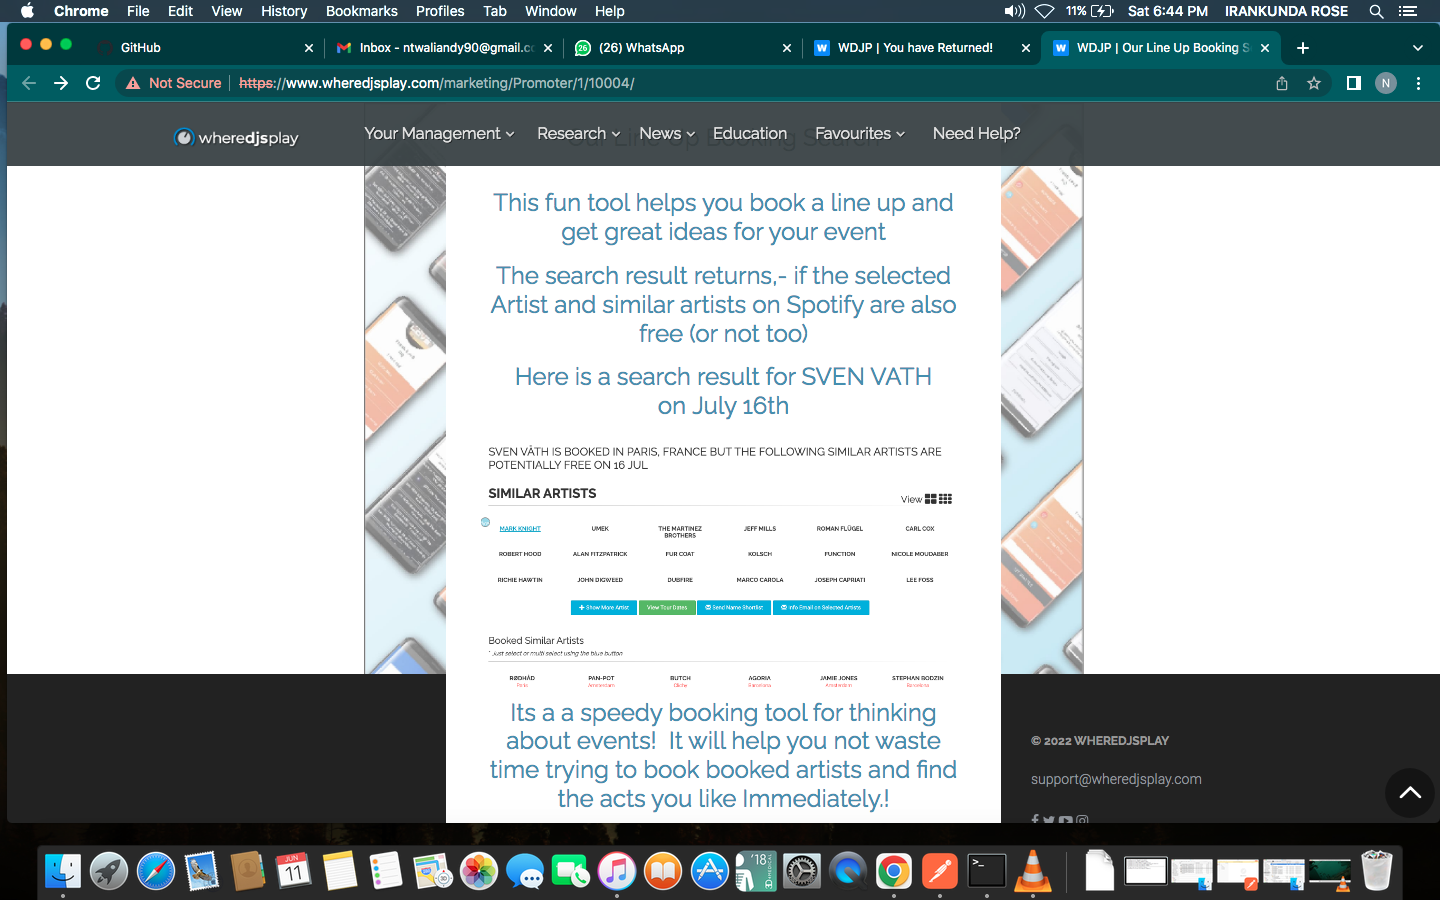 Chrome File Edit View History Bookmarks Profiles Tab Window Help 11% Sat 6:44 PM IRANKUNDA ROSE
GitHub Inbox - ntwaliandy90@gmail.c (26) WhatsApp WDJP | You have Returned! WDJP | Our Line Up Booking S
Not Secure https://www.wheredjsplay.com/marketing/Promoter/1/10004/ N
wheredjsplay Your Management Research News Education Favourites Need Help?
Our Line Up Booking Search
This fun tool helps you book a line up and
get great ideas for your event
The search result returns,- if the selected
Artist and similar artists on Spotify are also
free (or not too)
Here is a search result for SVEN VATH
on July 16th
SVEN VÄTH IS BOOKED IN PARIS, FRANCE BUT THE FOLLOWING SIMILAR ARTISTS ARE
POTENTIALLY FREE ON 16 JUL
SIMILAR ARTISTS View
MARK KNIGHT UMEK THE MARTINEZ BROTHERS JEFF MILLS ROMAN FLÜGEL CARL COX
ROBERT HOOD ALAN FITZPATRICK FUR COAT KOLSCH FUNCTION NICOLE MOUDABER
RICHIE HAWTIN JOHN DIGWEED DUBFIRE MARCO CAROLA JOSEPH CAPRIATI LEE FOSS
Show More Artist View Tour Dates Send Name Shortlist Info Email on Selected Artists
Booked Similar Artists
* Just select or multi select using the blue button
RØDHÅD PAN-POT BUTCH AGORIA JAMIE JONES STEPHAN BODZIN
Paris Amsterdam Barcelona Amsterdam Barcelona
Its a a speedy booking tool for thinking
about events! It will help you not waste
time trying to book booked artists and find
the acts you like Immediately.!
© 2022 WHEREDJSPLAY
support@wheredjsplay.com
JUN
11
'18